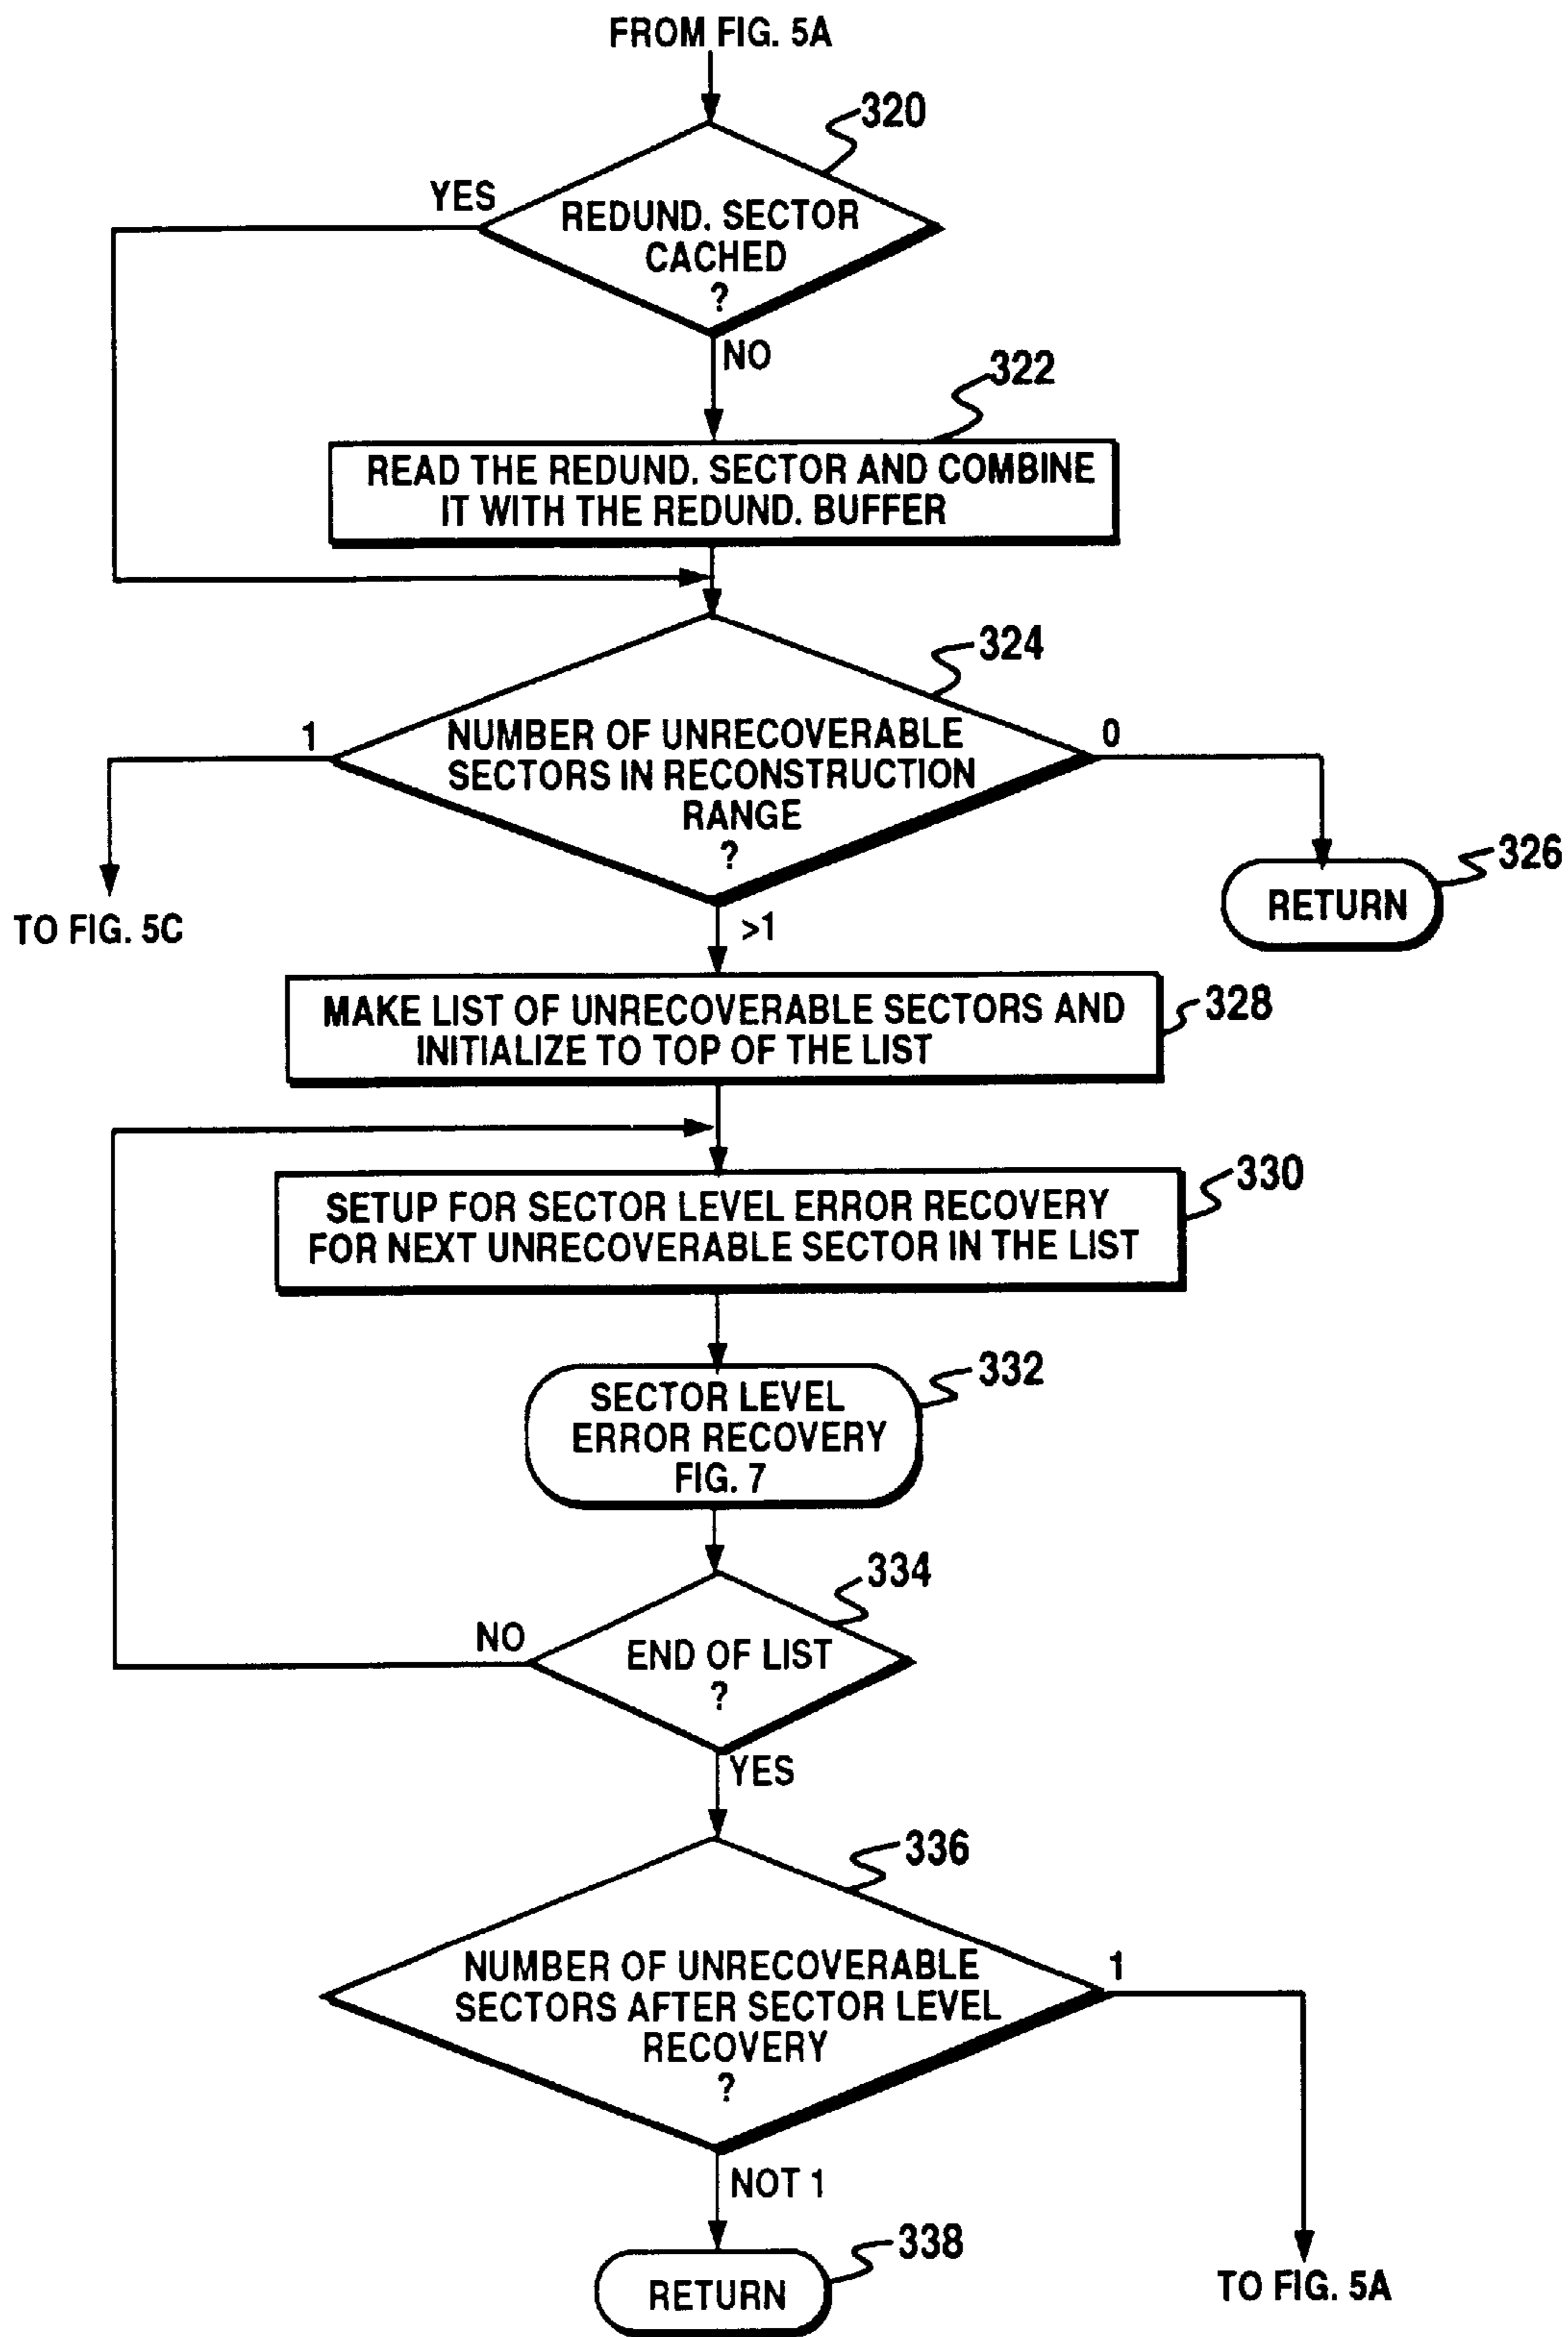 FROM FIG. 5A
320
YES
REDUND. SECTOR
CACHED
?
NO
322
READ THE REDUND. SECTOR AND COMBINE
IT WITH THE REDUND. BUFFER
324
1
NUMBER OF UNRECOVERABLE
SECTORS IN RECONSTRUCTION
RANGE
?
0
326
RETURN
TO FIG. 5C
>1
328
MAKE LIST OF UNRECOVERABLE SECTORS AND
INITIALIZE TO TOP OF THE LIST
330
SETUP FOR SECTOR LEVEL ERROR RECOVERY
FOR NEXT UNRECOVERABLE SECTOR IN THE LIST
332
SECTOR LEVEL
ERROR RECOVERY
FIG. 7
334
NO
END OF LIST
?
YES
336
NUMBER OF UNRECOVERABLE
SECTORS AFTER SECTOR LEVEL
RECOVERY
?
1
NOT 1
338
RETURN
TO FIG. 5A